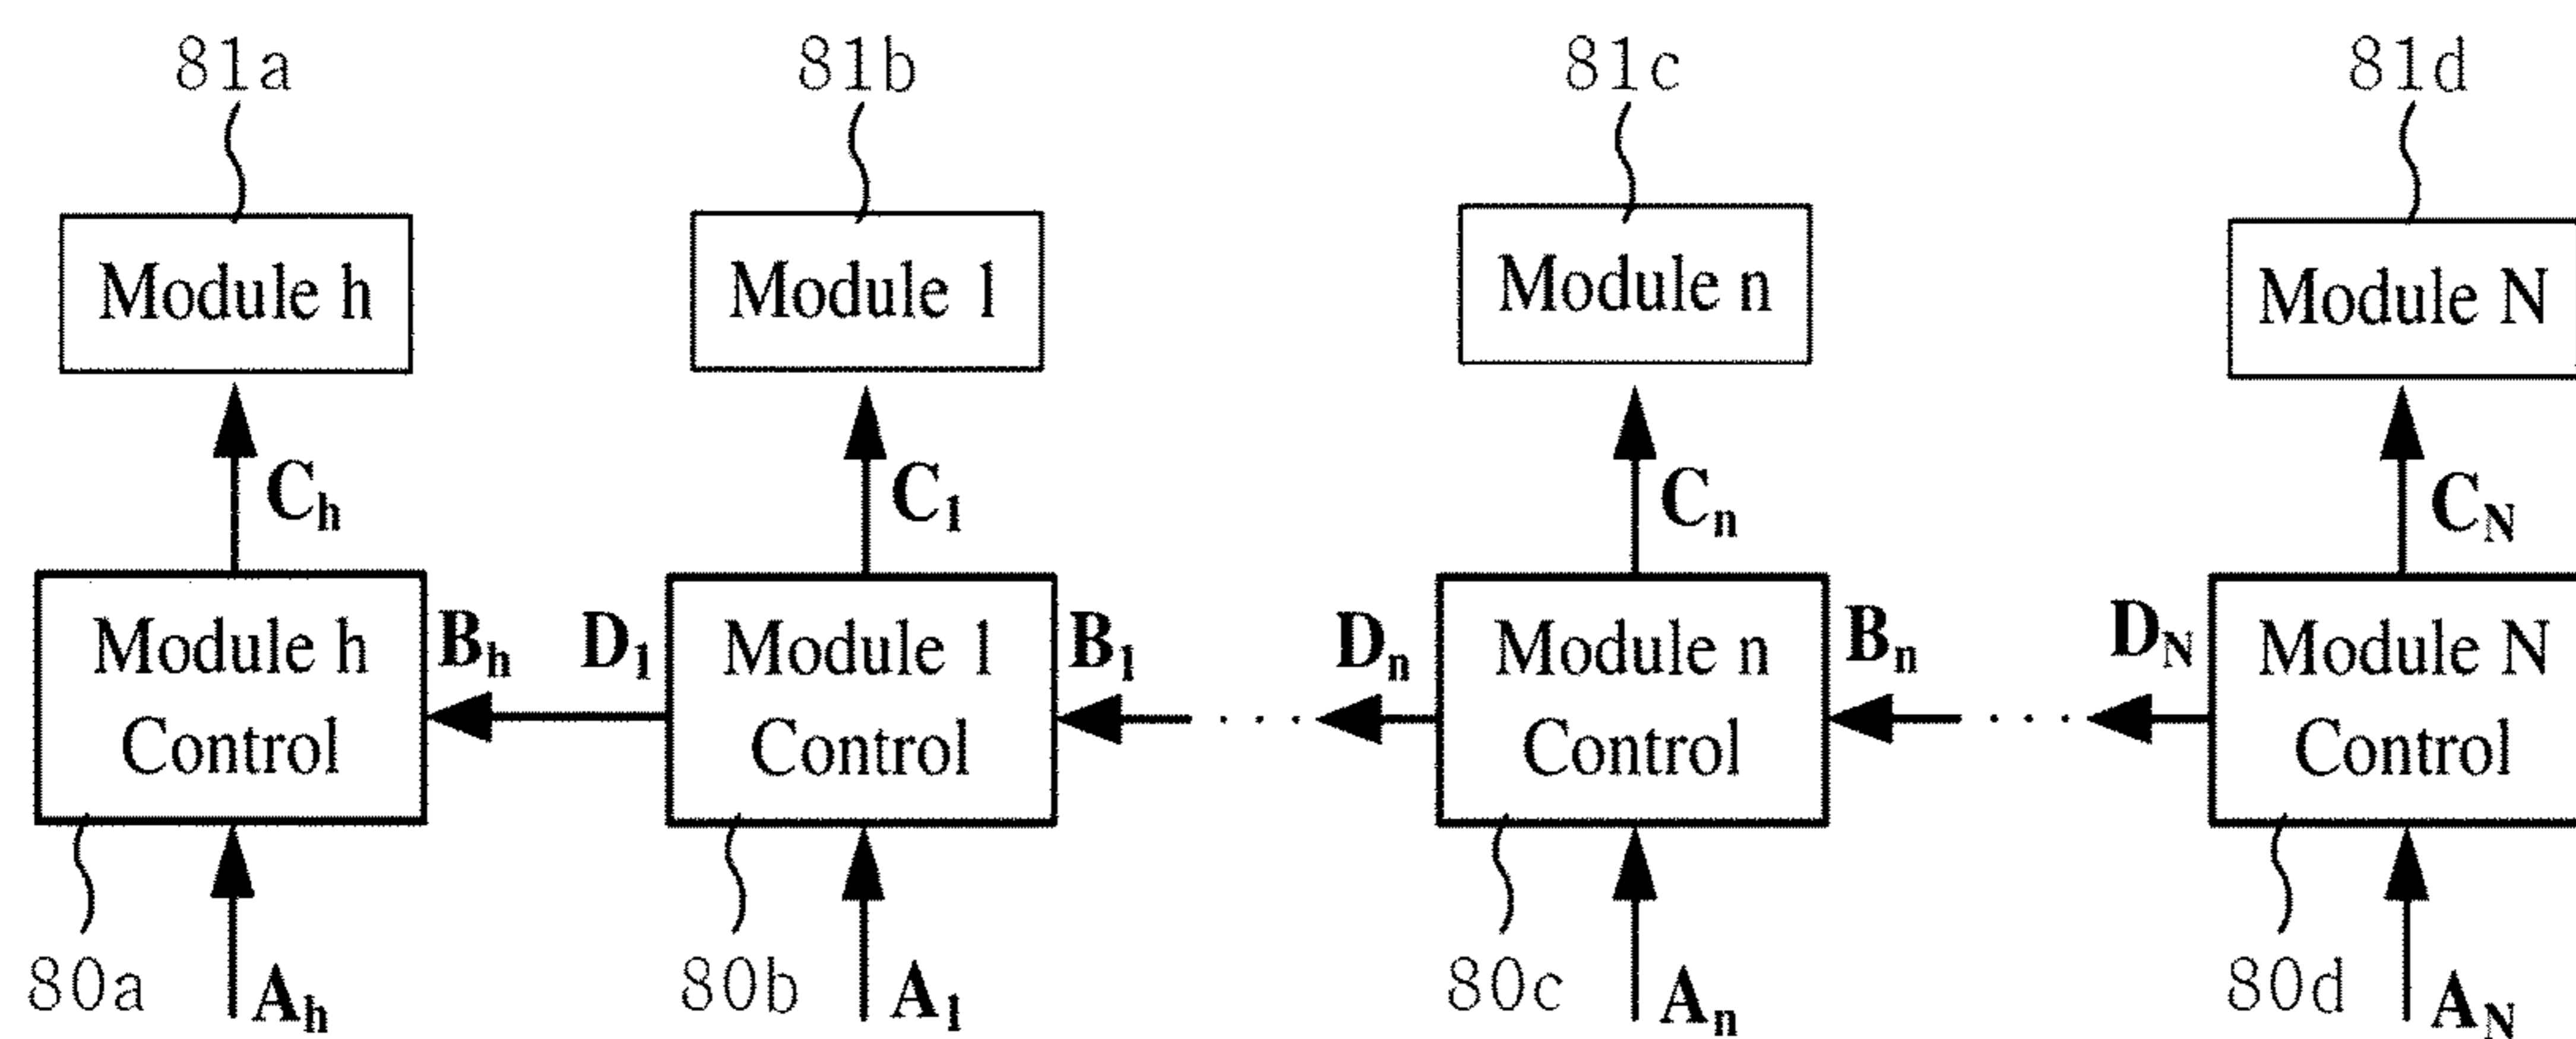 81a 81b 81c 81d
Module h Module 1 Module n Module N
Ch C1 Cn CN
Module h Control Bh D1 Module 1 Control B1 ... Dn Module n Control Bn ... DN Module N Control
80a Ah 80b A1 80c An 80d AN